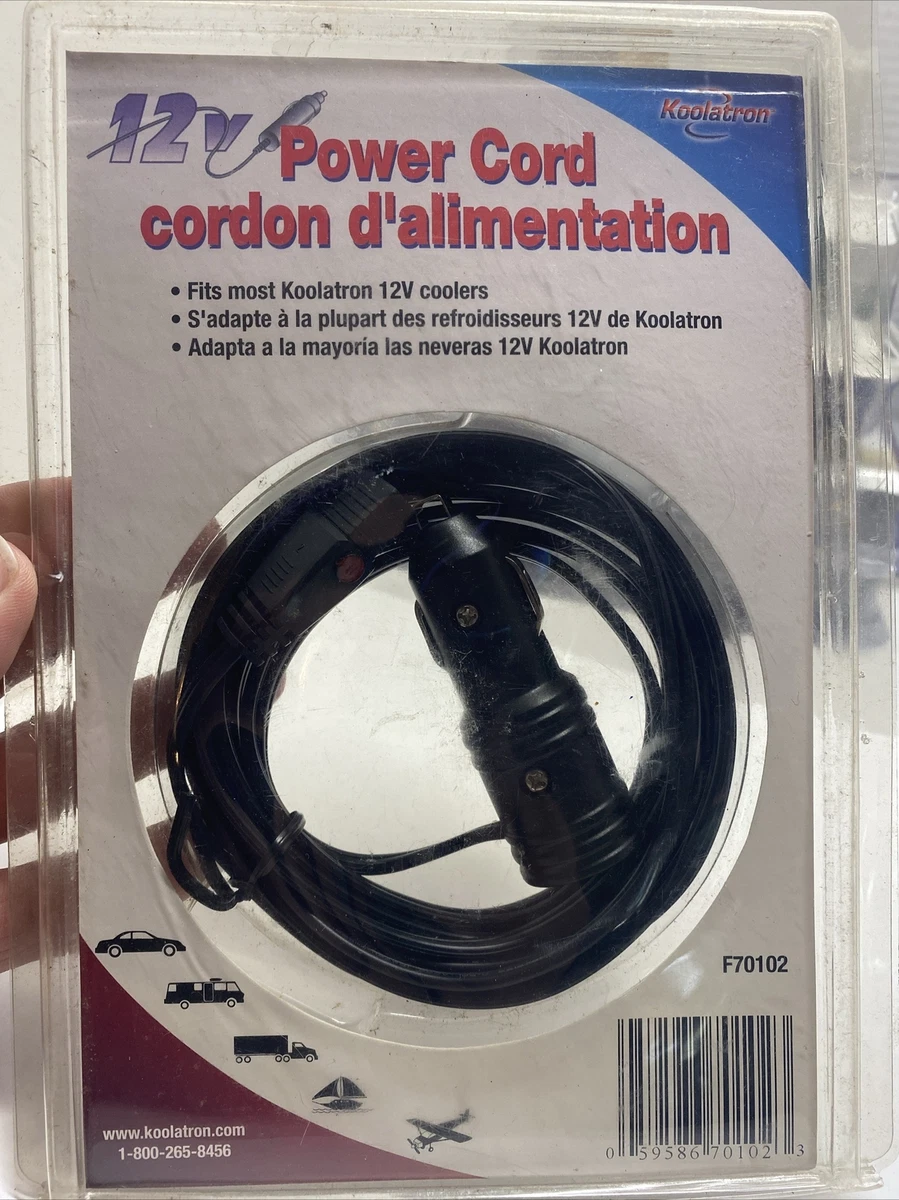 12v
Koolatron
Power Cord
cordon d'alimentation
• Fits most Koolatron 12V coolers
• S'adapte à la plupart des refroidisseurs 12V de Koolatron
• Adapta a la mayoría las neveras 12V Koolatron
F70102
www.koolatron.com
1-800-265-8456
0 59586 70102 3